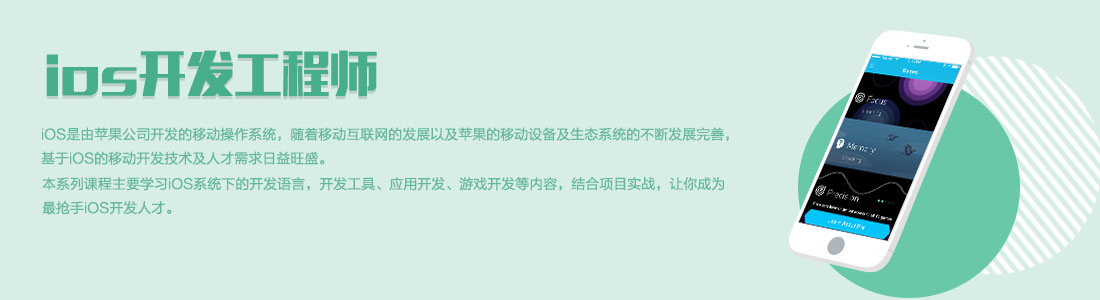 ios开发工程师
iOS是由苹果公司开发的移动操作系统，随着移动互联网的发展以及苹果的移动设备及生态系统的不断发展完善，
基于iOS的移动开发技术及人才需求日益旺盛。
本系列课程主要学习iOS系统下的开发语言，开发工具、应用开发、游戏开发等内容，结合项目实战，让你成为
最抢手iOS开发人才。
Focus
Memory
Precision